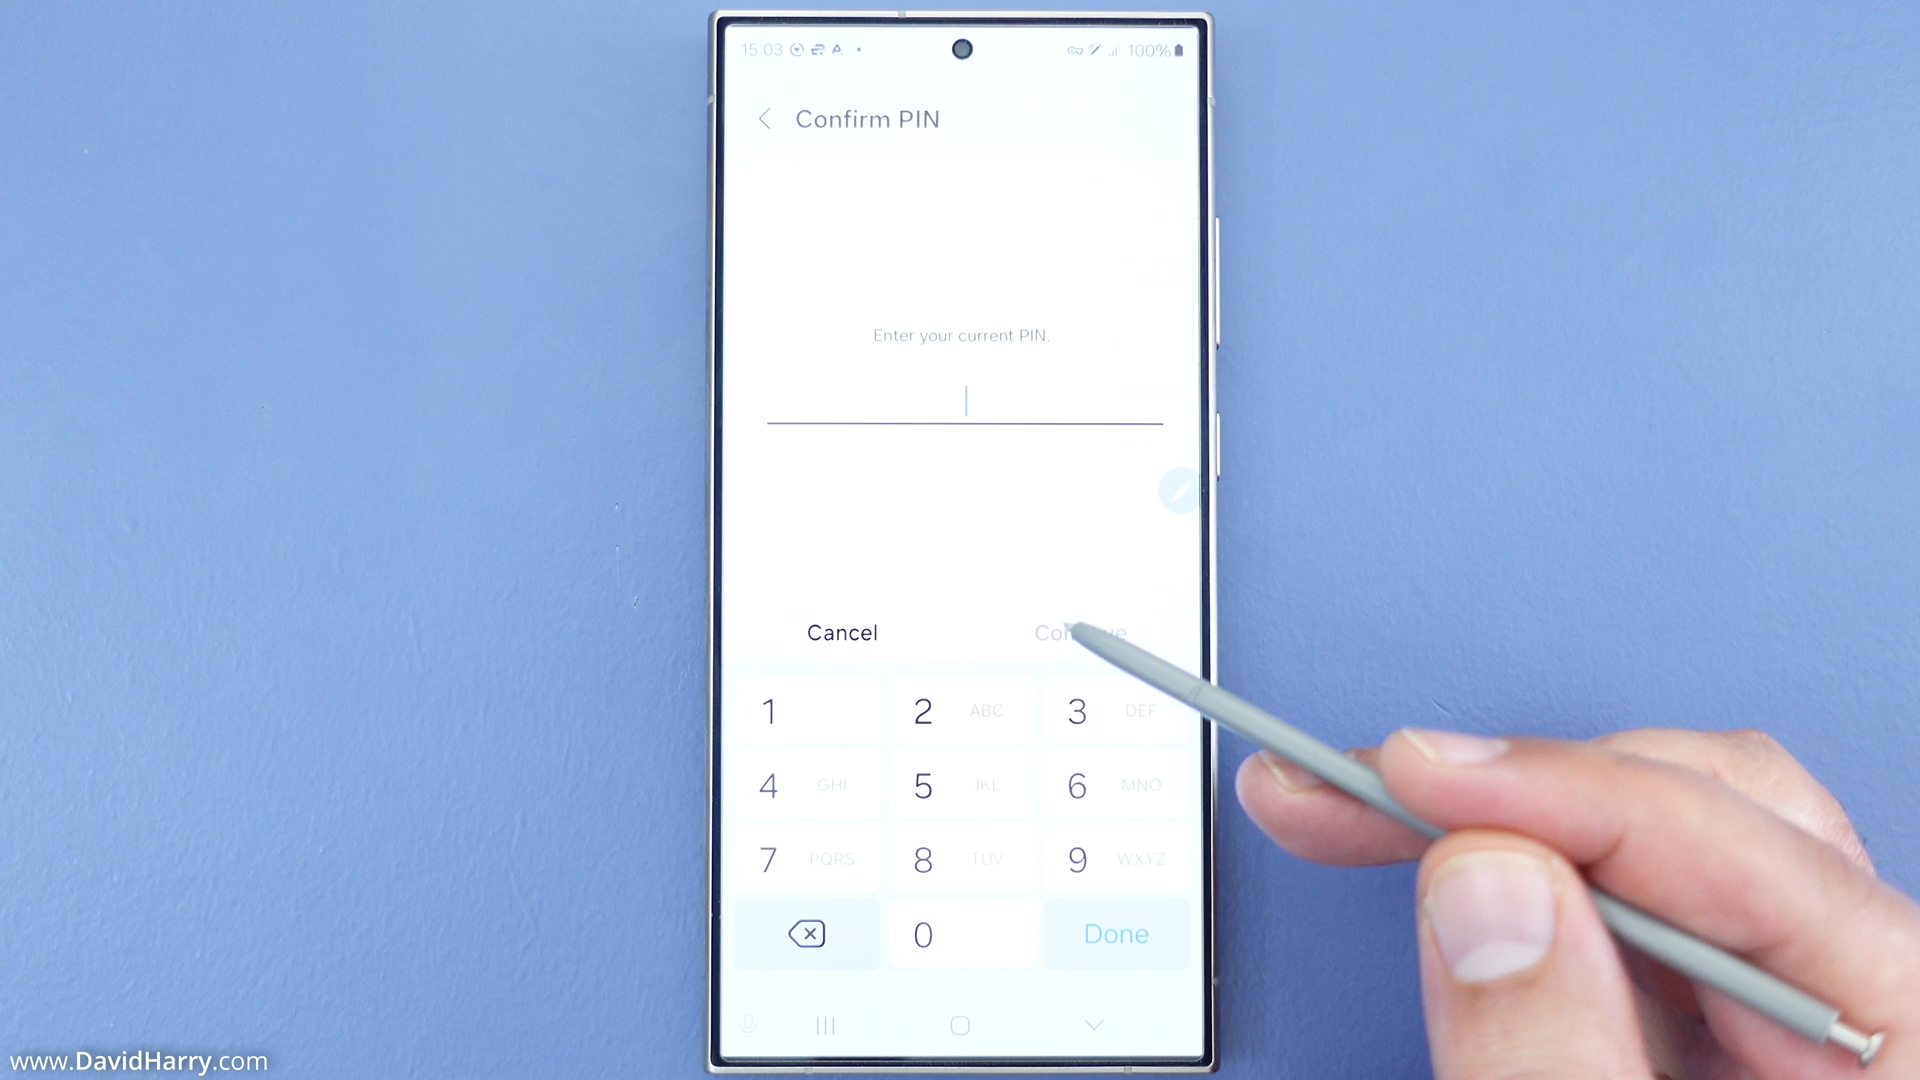 15:03 100%
Confirm PIN
Enter your current PIN.
Cancel
1 2 ABC 3 DEF
4 GHI 5 JKL 6 MNO
7 PQRS 8 TUV 9 WXYZ
0 Done
www.DavidHarry.com